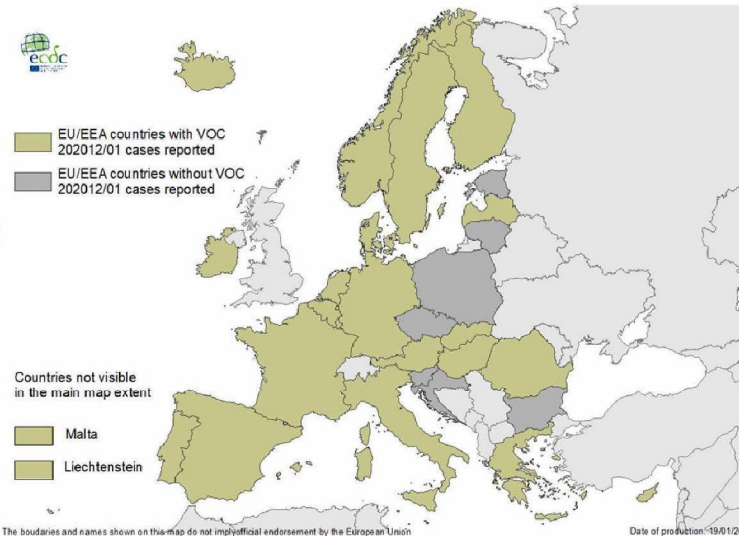 ecdc
EU/EEA countries with VOC
202012/01 cases reported
EU/EEA countries without VOC
202012/01 cases reported
Countries not visible
in the main map extent
Malta
Liechtenstein
The boudaries and names shown on this map do not implyofficial endorsement by the European Union
Date of production: 19/01/2